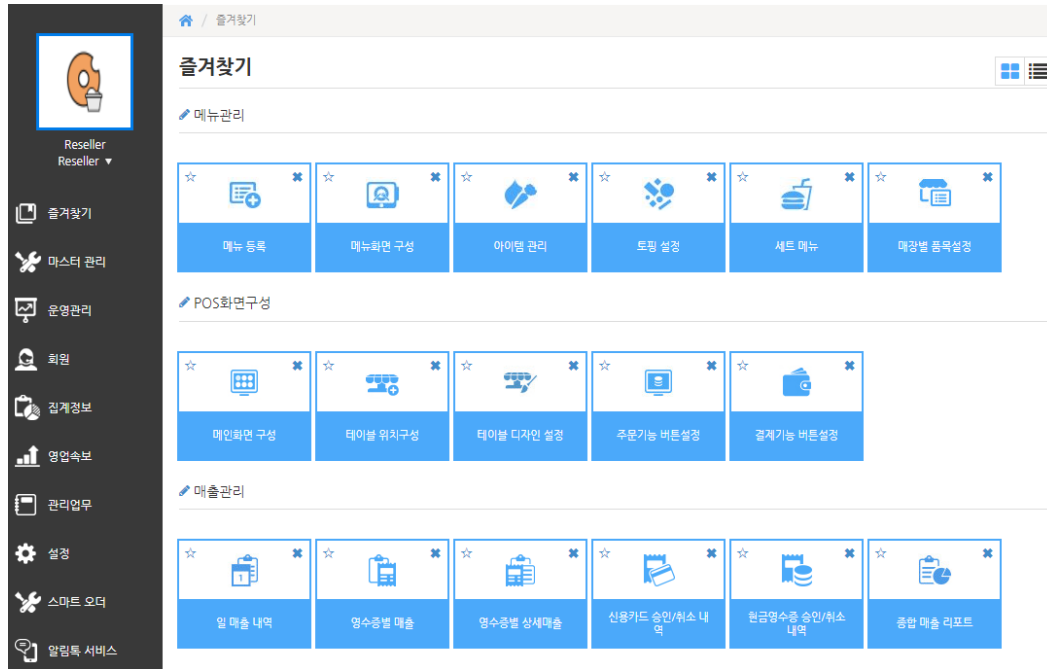 / 즐겨찾기
즐겨찾기
Reseller
Reseller ▼
즐겨찾기
마스터 관리
운영관리
회원
집계정보
영업속보
관리업무
설정
스마트 오더
알림톡 서비스
메뉴관리
메뉴 등록
메뉴화면 구성
아이템 관리
토핑 설정
세트 메뉴
매장별 품목설정
POS화면구성
메인화면 구성
테이블 위치구성
테이블 디자인 설정
주문기능 버튼설정
결제기능 버튼설정
매출관리
1
일 매출 내역
영수증별 매출
영수증별 상세매출
신용카드 승인/취소 내
역
현금영수증 승인/취소
내역
종합 매출 리포트